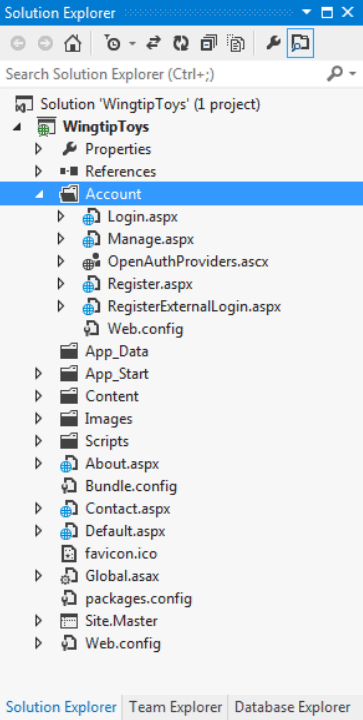 Solution Explorer
Search Solution Explorer (Ctrl+;)
Solution 'WingtipToys' (1 project)
WingtipToys
Properties
References
Account
Login.aspx
Manage.aspx
OpenAuthProviders.ascx
Register.aspx
RegisterExternalLogin.aspx
Web.config
App_Data
App_Start
Content
Images
Scripts
About.aspx
Bundle.config
Contact.aspx
Default.aspx
favicon.ico
Global.asax
packages.config
Site.Master
Web.config
Solution Explorer Team Explorer Database Explorer